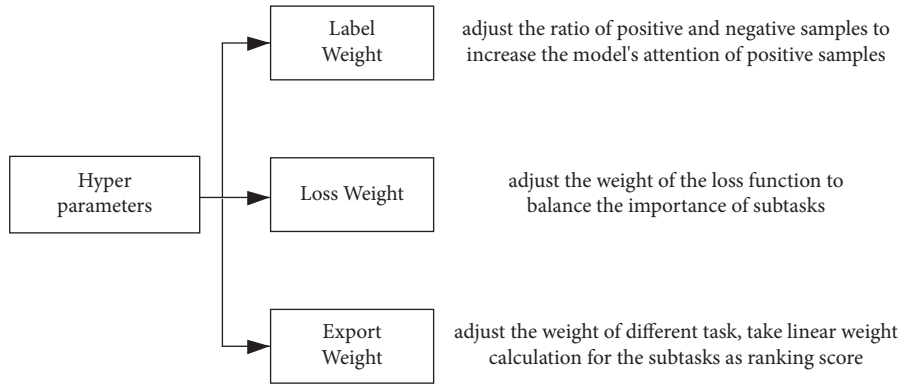 Hyper
parameters
Label
Weight
adjust the ratio of positive and negative samples to
increase the model's attention of positive samples
Loss Weight
adjust the weight of the loss function to
balance the importance of subtasks
Export
Weight
adjust the weight of different task, take linear weight
calculation for the subtasks as ranking score